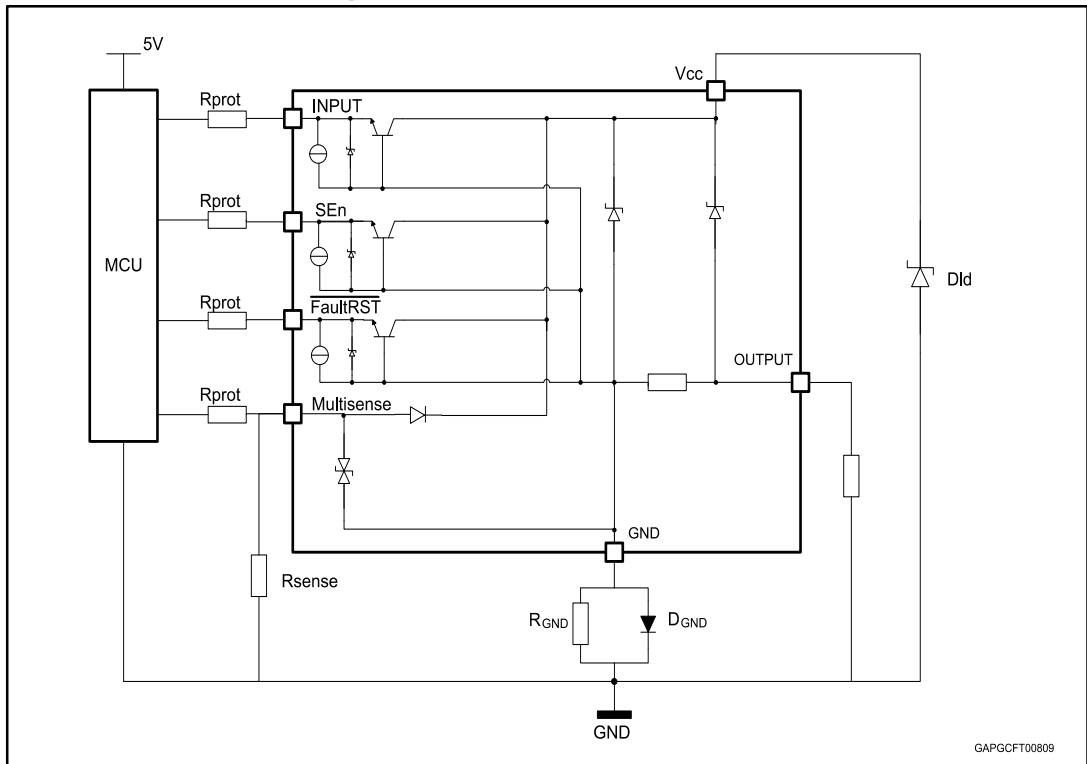 5V
Vcc
Rprot
INPUT
Rprot
SEn
MCU
Dld
Rprot
FaultRST
OUTPUT
Rprot
Multisense
GND
Rsense
RGND
DGND
GND
GAPGCFT00809